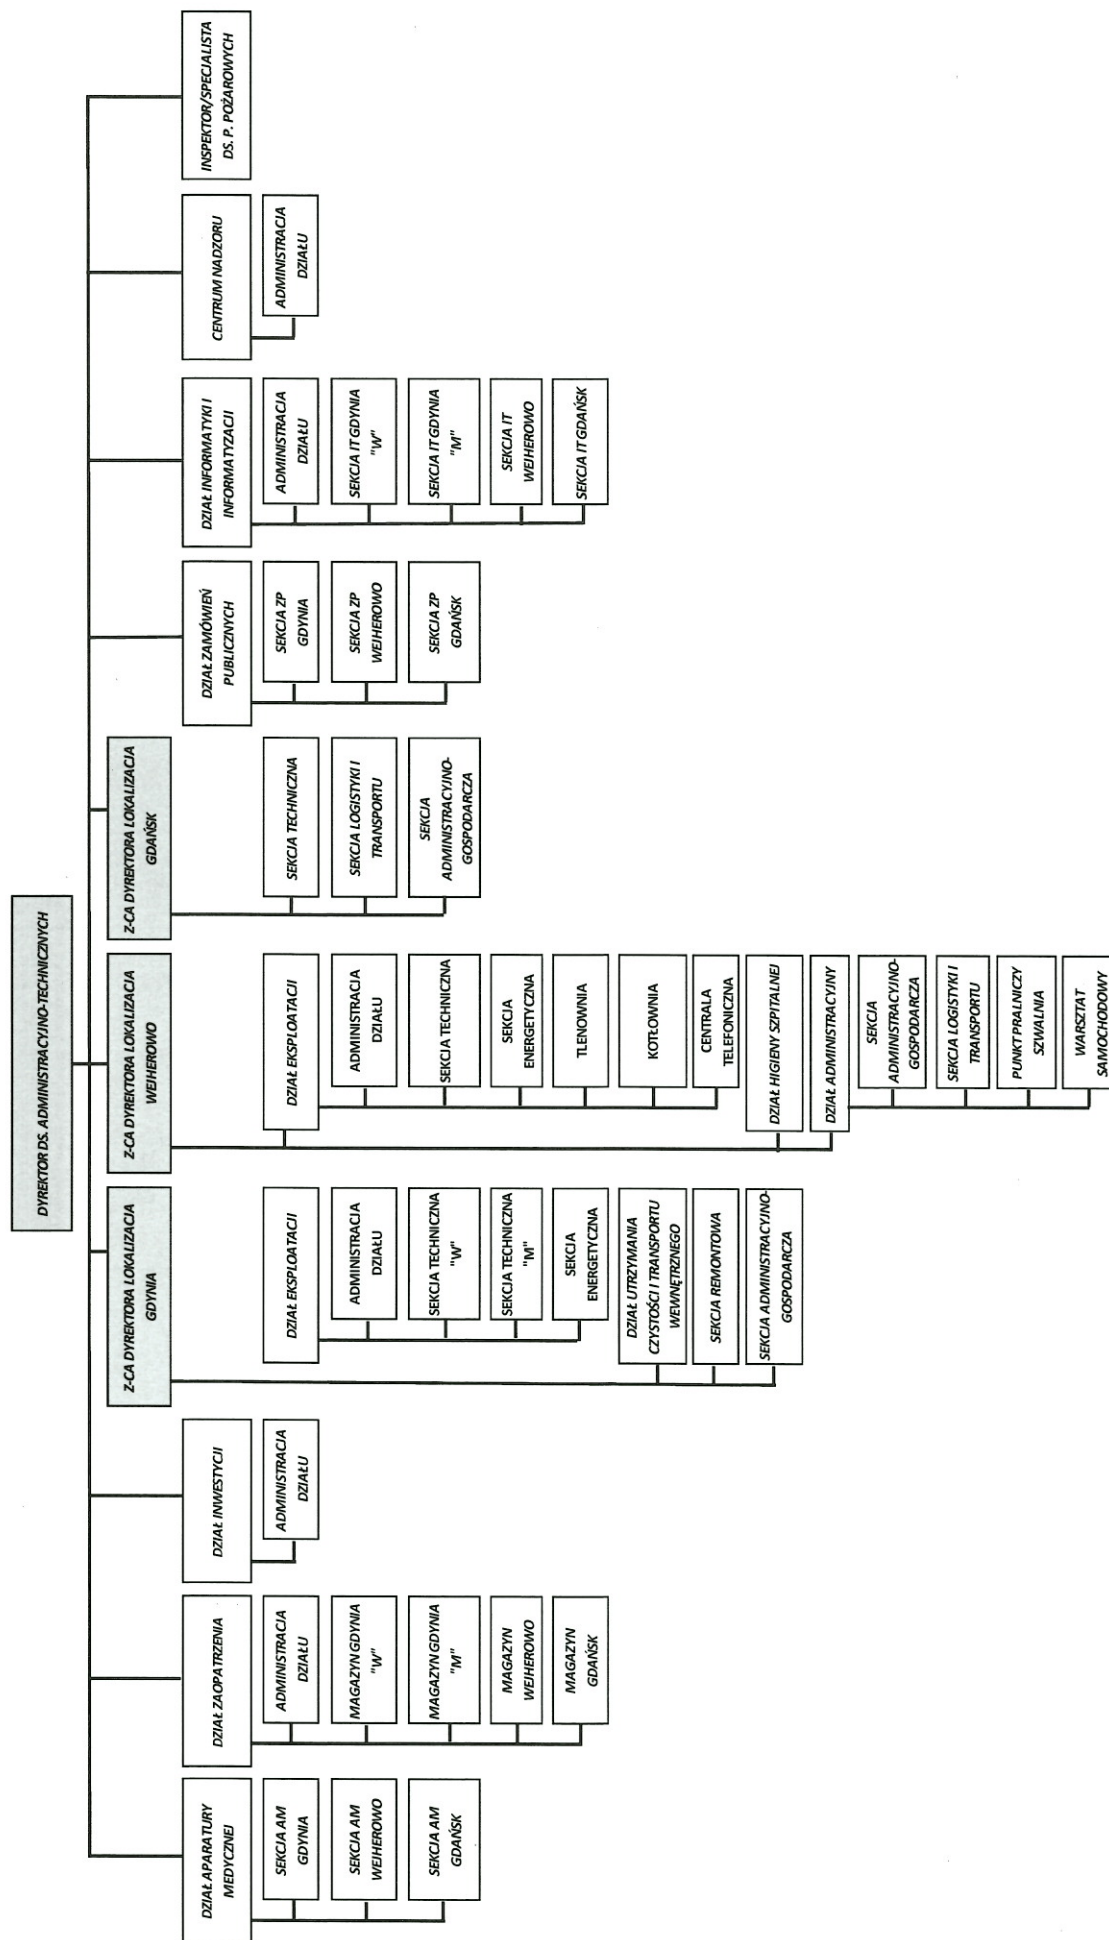 DYREKTOR DS. ADMINISTRACYJNO-TECHNICZNYCH
DZIAŁ APARATURY
MEDYCZNEJ
SEKCJA AM
GDYNIA
SEKCJA AM
WEJHEROWO
SEKCJA AM
GDAŃSK
DZIAŁ ZAOPATRZENIA
ADMINISTRACJA
DZIAŁU
MAGAZYN GDYNIA
"W"
MAGAZYN GDYNIA
"M"
MAGAZYN
WEJHEROWO
MAGAZYN
GDAŃSK
DZIAŁ INWESTYCJI
ADMINISTRACJA
DZIAŁU
Z-CA DYREKTORA LOKALIZACJA
GDYNIA
DZIAŁ EKSPLOATACJI
ADMINISTRACJA
DZIAŁU
SEKCJA TECHNICZNA
"W"
SEKCJA TECHNICZNA
"M"
SEKCJA
ENERGETYCZNA
DZIAŁ UTRZYMANIA
CZYSTOŚCI I TRANSPORTU
WEWNĘTRZNEGO
SEKCJA REMONTOWA
SEKCJA ADMINISTRACYJNO-
GOSPODARCZA
Z-CA DYREKTORA LOKALIZACJA
WEJHEROWO
DZIAŁ EKSPLOATACJI
ADMINISTRACJA
DZIAŁU
SEKCJA TECHNICZNA
SEKCJA
ENERGETYCZNA
TLENOWNIA
KOTŁOWNIA
CENTRALA
TELEFONICZNA
DZIAŁ HIGIENY SZPITALNEJ
DZIAŁ ADMINISTRACYJNY
SEKCJA
ADMINISTRACYJNO-
GOSPODARCZA
SEKCJA LOGISTYKI I
TRANSPORTU
PUNKT PRALNICZY
SZWALNIA
WARSZTAT
SAMOCHODOWY
Z-CA DYREKTORA LOKALIZACJA
GDAŃSK
SEKCJA TECHNICZNA
SEKCJA LOGISTYKI I
TRANSPORTU
SEKCJA
ADMINISTRACYJNO-
GOSPODARCZA
DZIAŁ ZAMÓWIEŃ
PUBLICZNYCH
SEKCJA ZP
GDYNIA
SEKCJA ZP
WEJHEROWO
SEKCJA ZP
GDAŃSK
DZIAŁ INFORMATYKI I
INFORMATYZACJI
ADMINISTRACJA
DZIAŁU
SEKCJA IT GDYNIA
"W"
SEKCJA IT GDYNIA
"M"
SEKCJA IT
WEJHEROWO
SEKCJA IT GDAŃSK
CENTRUM NADZORU
ADMINISTRACJA
DZIAŁU
INSPEKTOR/SPECJALISTA
DS. P. POŻAROWYCH